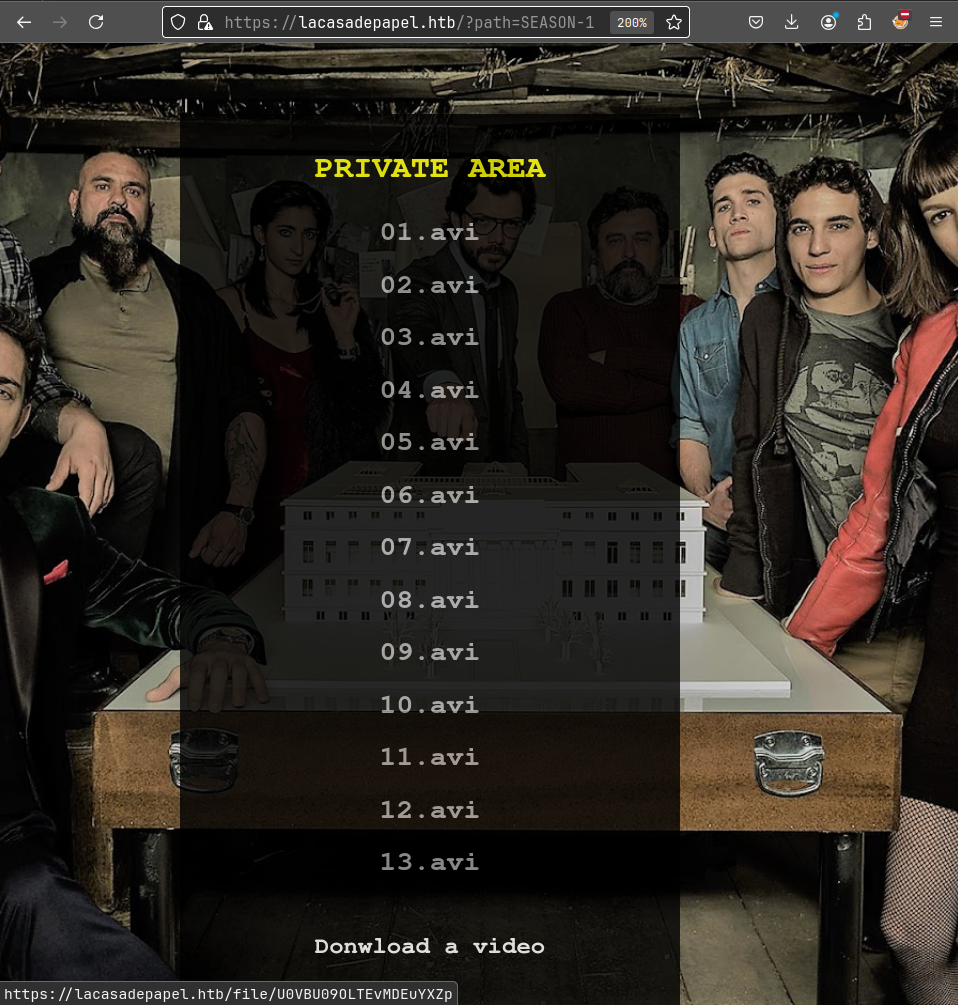 https://lacasadepapel.htb/?path=SEASON-1 200%
PRIVATE AREA
01.avi
02.avi
03.avi
04.avi
05.avi
06.avi
07.avi
08.avi
09.avi
10.avi
11.avi
12.avi
13.avi
Donwload a video
https://lacasadepapel.htb/file/U0VBU09OLTEvMDEuYXZp